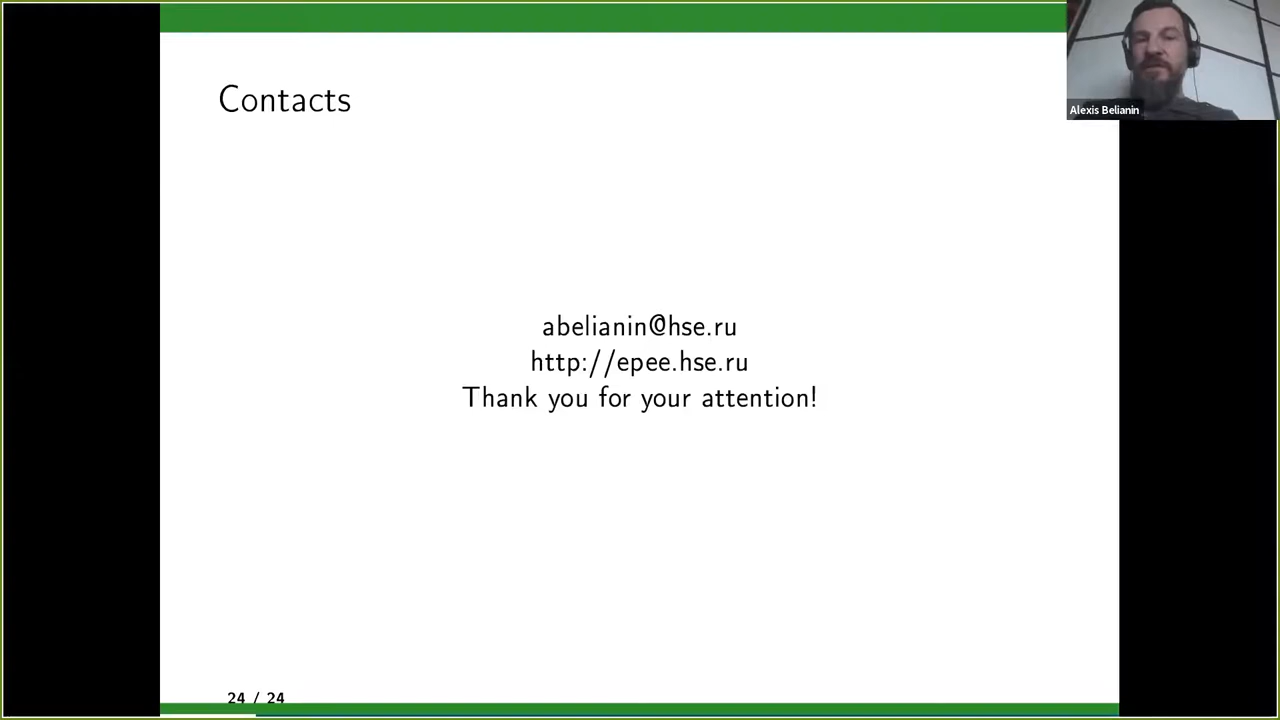 Contacts
Alexis Belianin
abelianin@hse.ru
http://epee.hse.ru
Thank you for your attention!
24 / 24